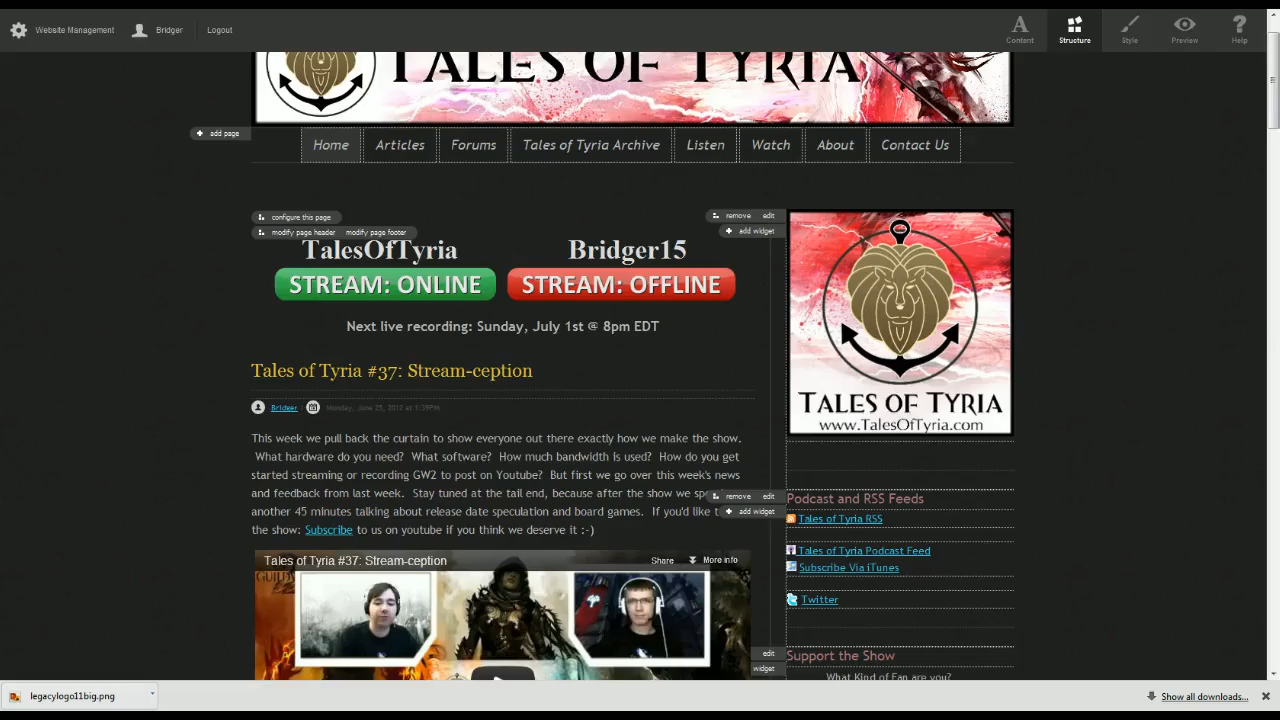 Website Management
Bridger
Logout
Content
Structure
Style
Preview
Help
TALES OF TYRIA
add page
Home
Articles
Forums
Tales of Tyria Archive
Listen
Watch
About
Contact Us
configure this page
modify page header modify page footer
remove edit
add widget
TalesOfTyria
Bridger15
STREAM: ONLINE
STREAM: OFFLINE
Next live recording: Sunday, July 1st @ 8pm EDT
TALES OF TYRIA
www.TalesOfTyria.com
Tales of Tyria #37: Stream-ception
Bridger
Monday, June 25, 2012 at 1:39PM
This week we pull back the curtain to show everyone out there exactly how we make the show.
What hardware do you need? What software? How much bandwidth is used? How do you get
started streaming or recording GW2 to post on Youtube? But first we go over this week's news
and feedback from last week. Stay tuned at the tail end, because after the show we
another 45 minutes talking about release date speculation and board games. If you'd like
the show: Subscribe to us on youtube if you think we deserve it :-)
remove edit
add widget
Podcast and RSS Feeds
Tales of Tyria RSS
Tales of Tyria Podcast Feed
Subscribe Via iTunes
Twitter
Tales of Tyria #37: Stream-ception
Share
More info
edit
widget
Support the Show
What Kind of Fan are you?
legacylogo11big.png
Show all downloads...